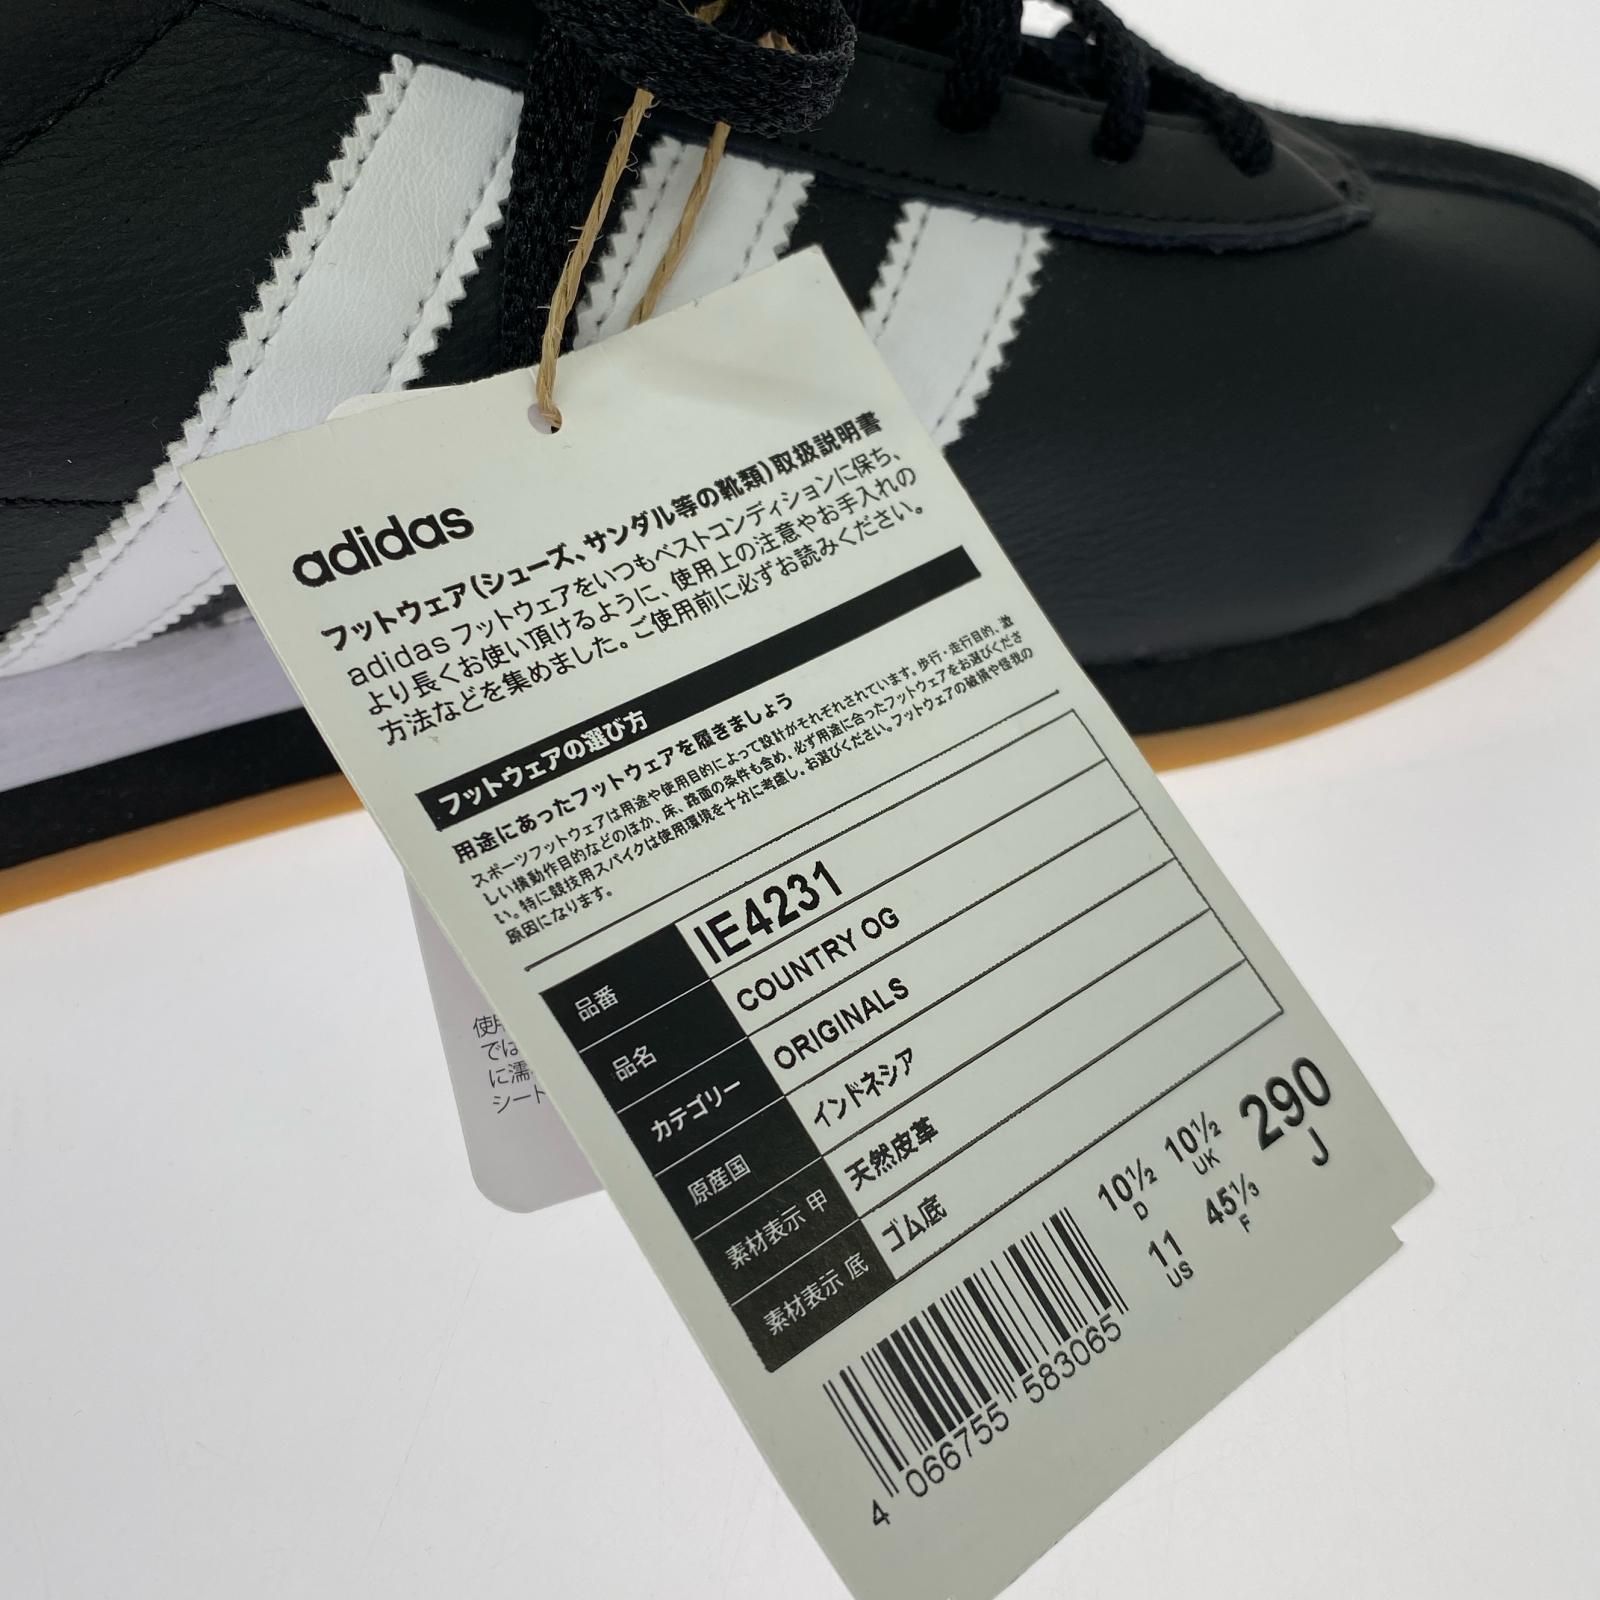 adidas
フットウェア(シューズ、サンダル等の靴類)取扱説明書
adidas フットウェアをいつもベストコンディションに保ち、
より長くお使い頂けるように、使用上の注意やお手入れの
方法などを集めました。ご使用前に必ずお読みください。
フットウェアの選び方
用途にあったフットウェアを履きましょう
スポーツフットウェアは用途や使用目的によって設計がそれぞれされています。歩行・走行目的、激
しい横動作目的などのほか、床、路面の条件も含め、必ず用途に合ったフットウェアをお選びくださ
い。特に競技用スパイクは使用環境を十分に考慮し、お選びください。フットウェアの破損や怪我の
原因になります。
品番 IE4231
品名 COUNTRY OG
カテゴリー ORIGINALS
原産国 インドネシア
素材表示 甲 天然皮革
素材表示 底 ゴム底
10½ D 10½ UK 290 J
11 US 45⅓ F
4 066755 583065
使用
では
に濡
シート